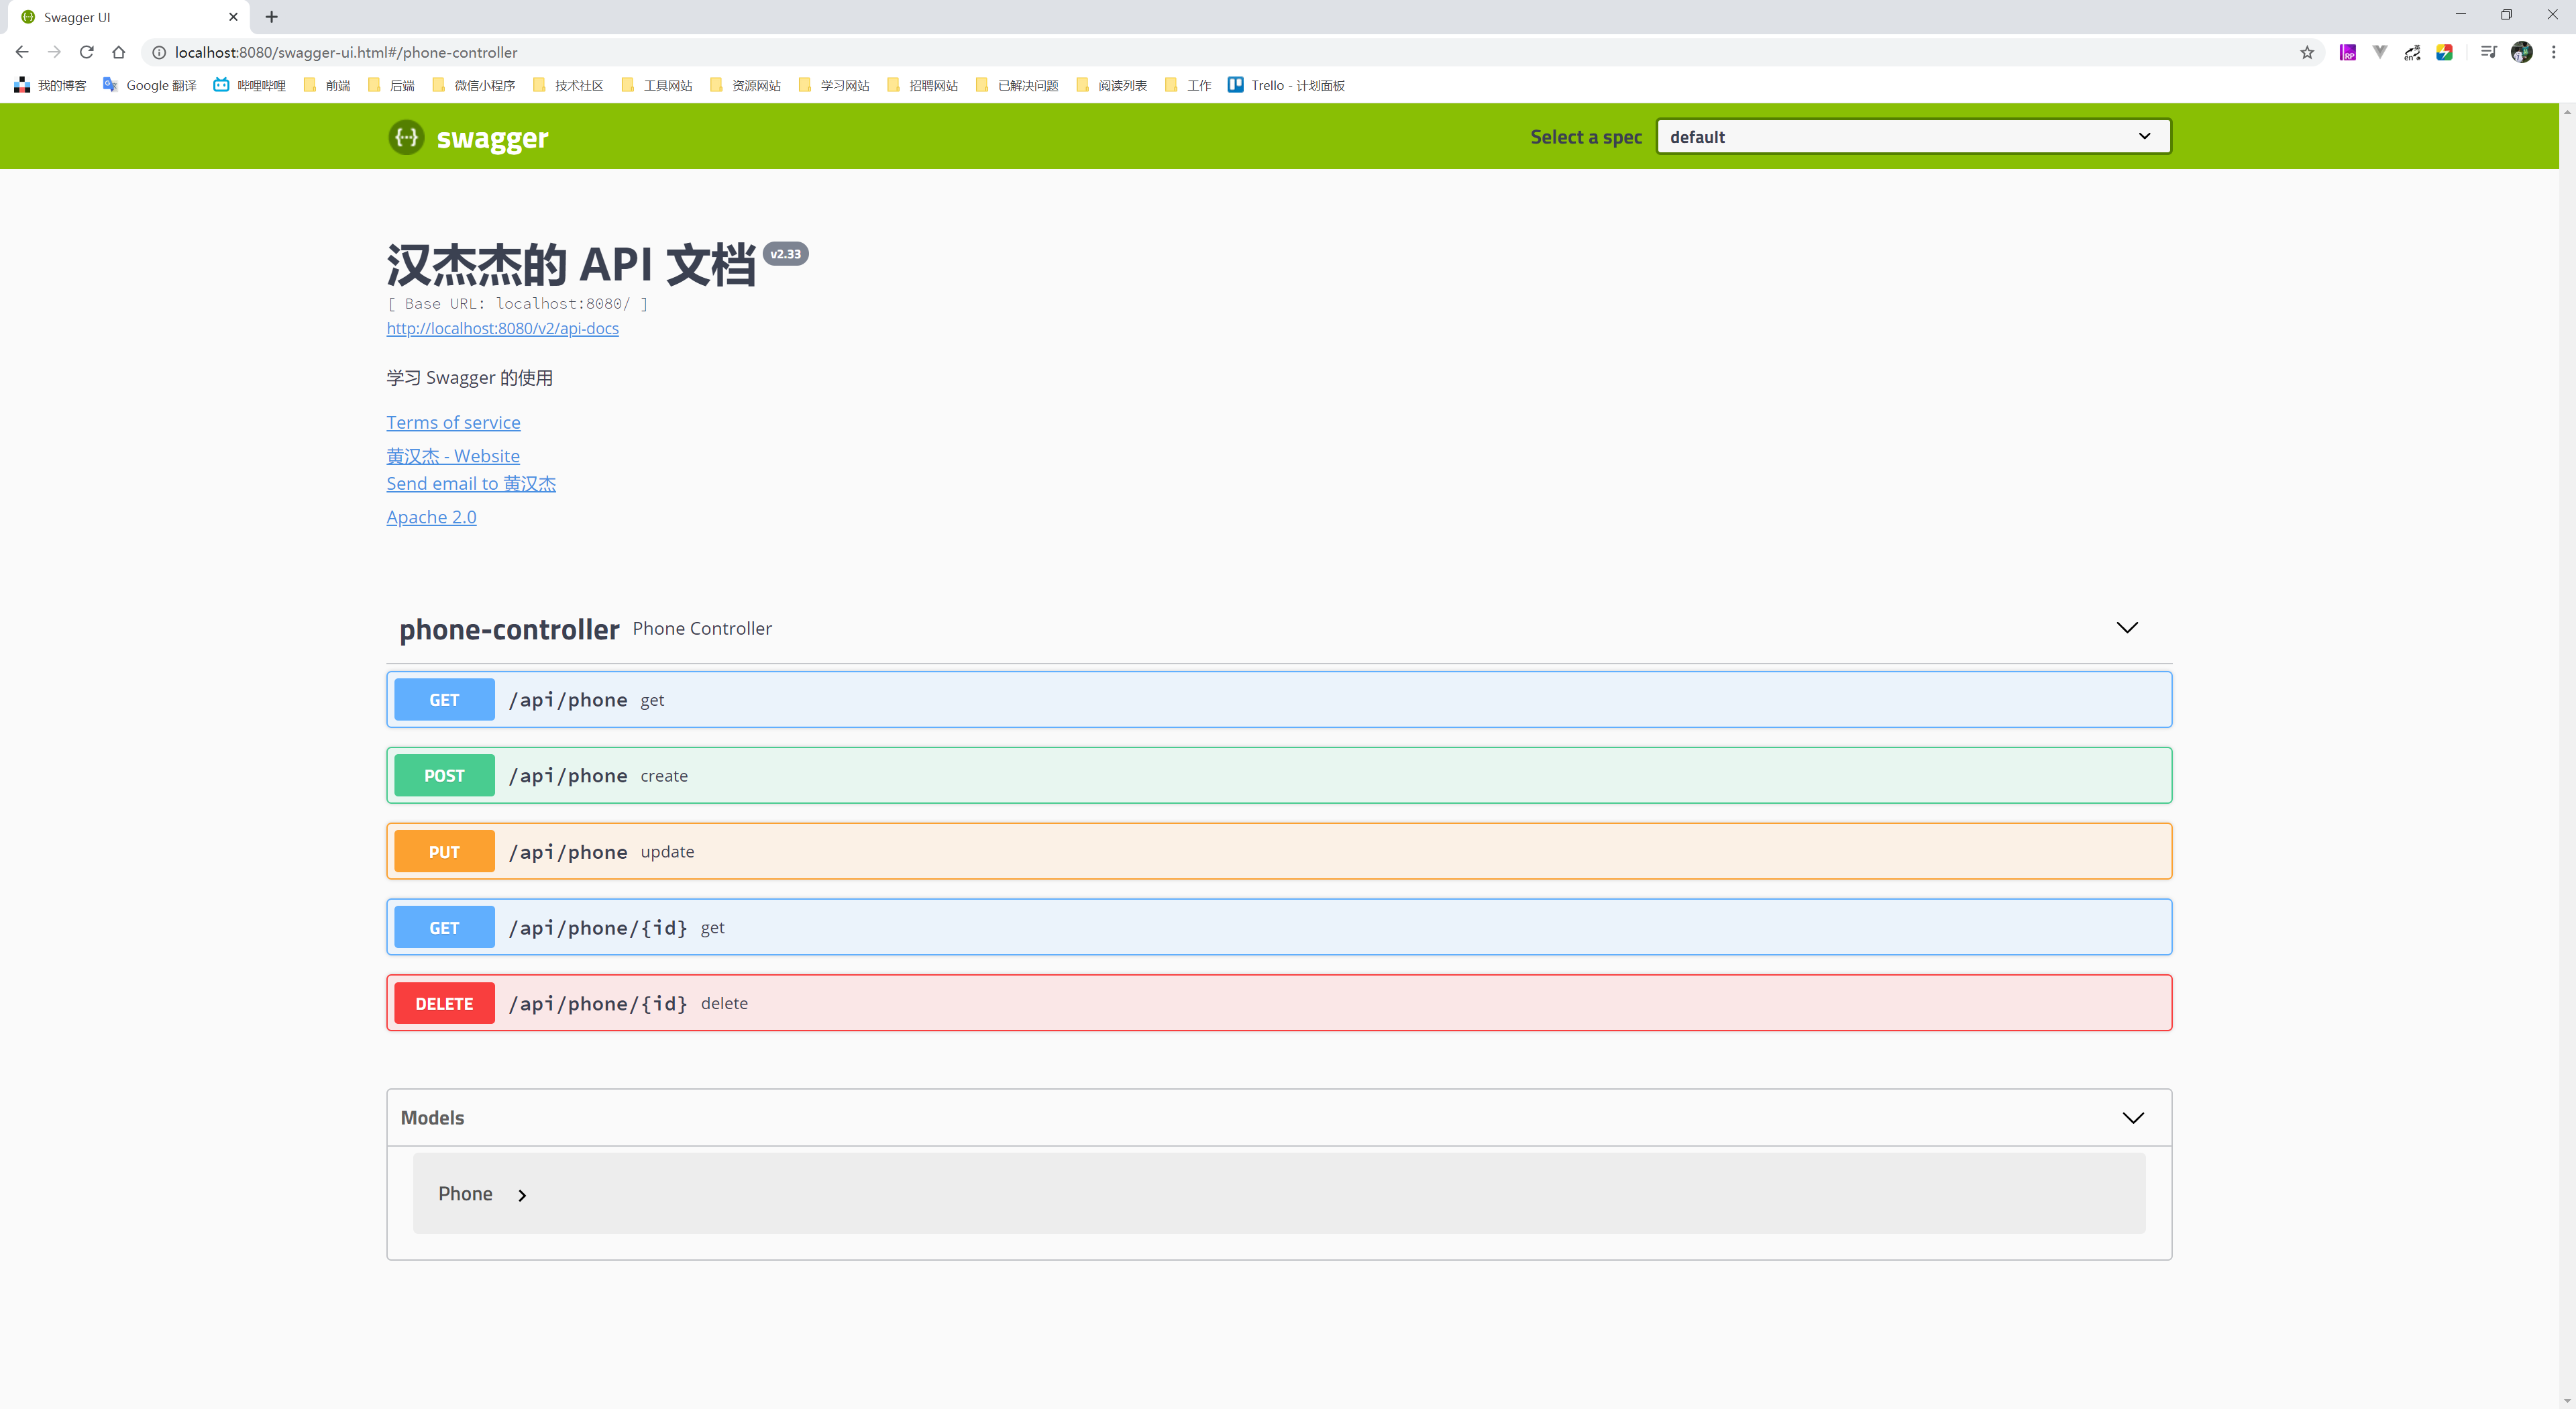 Swagger UI
localhost:8080/swagger-ui.html#/phone-controller
我的博客 Google 翻译 哔哩哔哩 前端 后端 微信小程序 技术社区 工具网站 资源网站 学习网站 招聘网站 已解决问题 阅读列表 工作 Trello - 计划面板
swagger Select a spec default
汉杰杰的 API 文档 v2.33
[ Base URL: localhost:8080/ ]
http://localhost:8080/v2/api-docs
学习 Swagger 的使用
Terms of service
黄汉杰 - Website
Send email to 黄汉杰
Apache 2.0
phone-controller Phone Controller
GET /api/phone get
POST /api/phone create
PUT /api/phone update
GET /api/phone/{id} get
DELETE /api/phone/{id} delete
Models
Phone